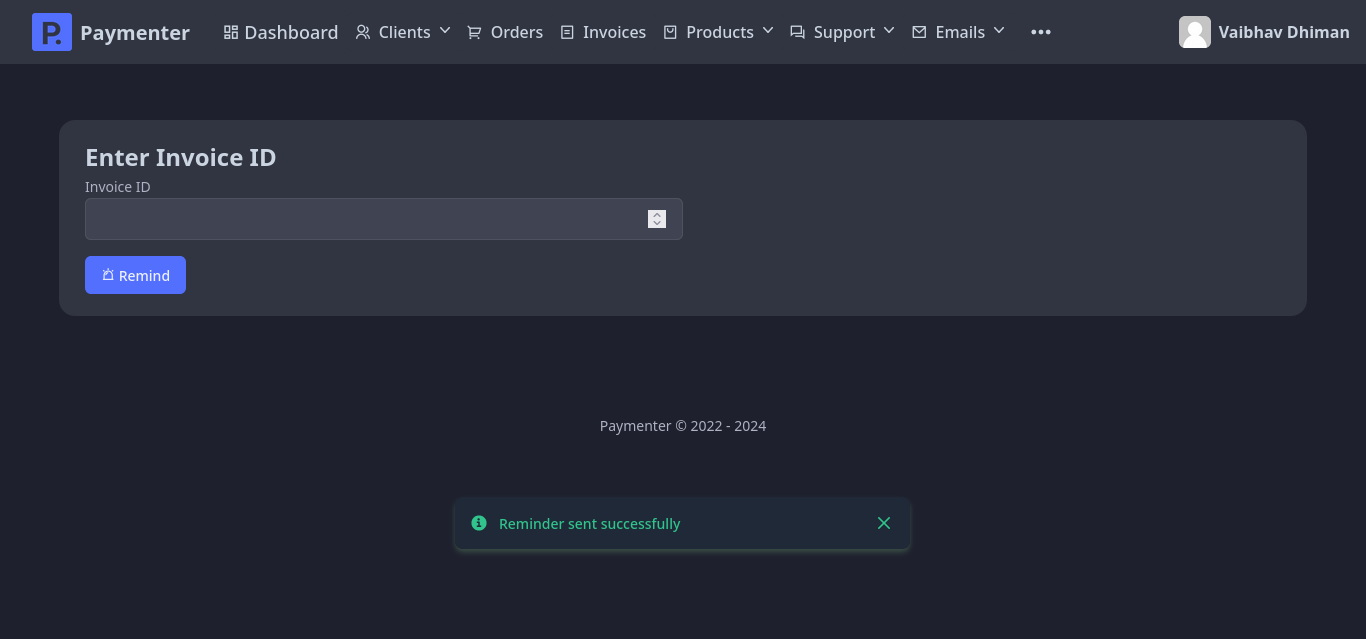 P. Paymenter Dashboard Clients Orders Invoices Products Support Emails ••• Vaibhav Dhiman
Enter Invoice ID
Invoice ID
Remind
Paymenter © 2022 - 2024
Reminder sent successfully